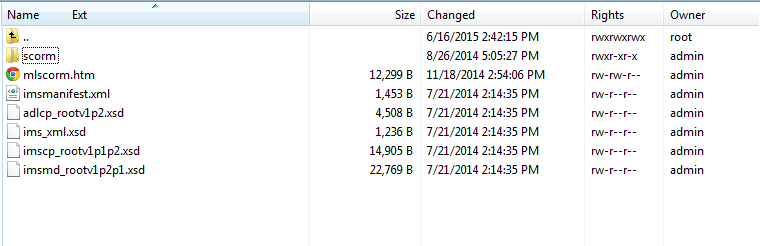 Name Ext Size Changed Rights Owner
.. 6/16/2015 2:42:15 PM rwxrwxrwx root
scorm 8/26/2014 5:05:27 PM rwxr-xr-x admin
mlscorm.htm 12,299 B 11/18/2014 2:54:06 PM rw-rw-r-- admin
imsmanifest.xml 1,453 B 7/21/2014 2:14:35 PM rw-r--r-- admin
adlcp_rootv1p2.xsd 4,508 B 7/21/2014 2:14:35 PM rw-r--r-- admin
ims_xml.xsd 1,236 B 7/21/2014 2:14:35 PM rw-r--r-- admin
imscp_rootv1p1p2.xsd 14,905 B 7/21/2014 2:14:35 PM rw-r--r-- admin
imsmd_rootv1p2p1.xsd 22,769 B 7/21/2014 2:14:35 PM rw-r--r-- admin